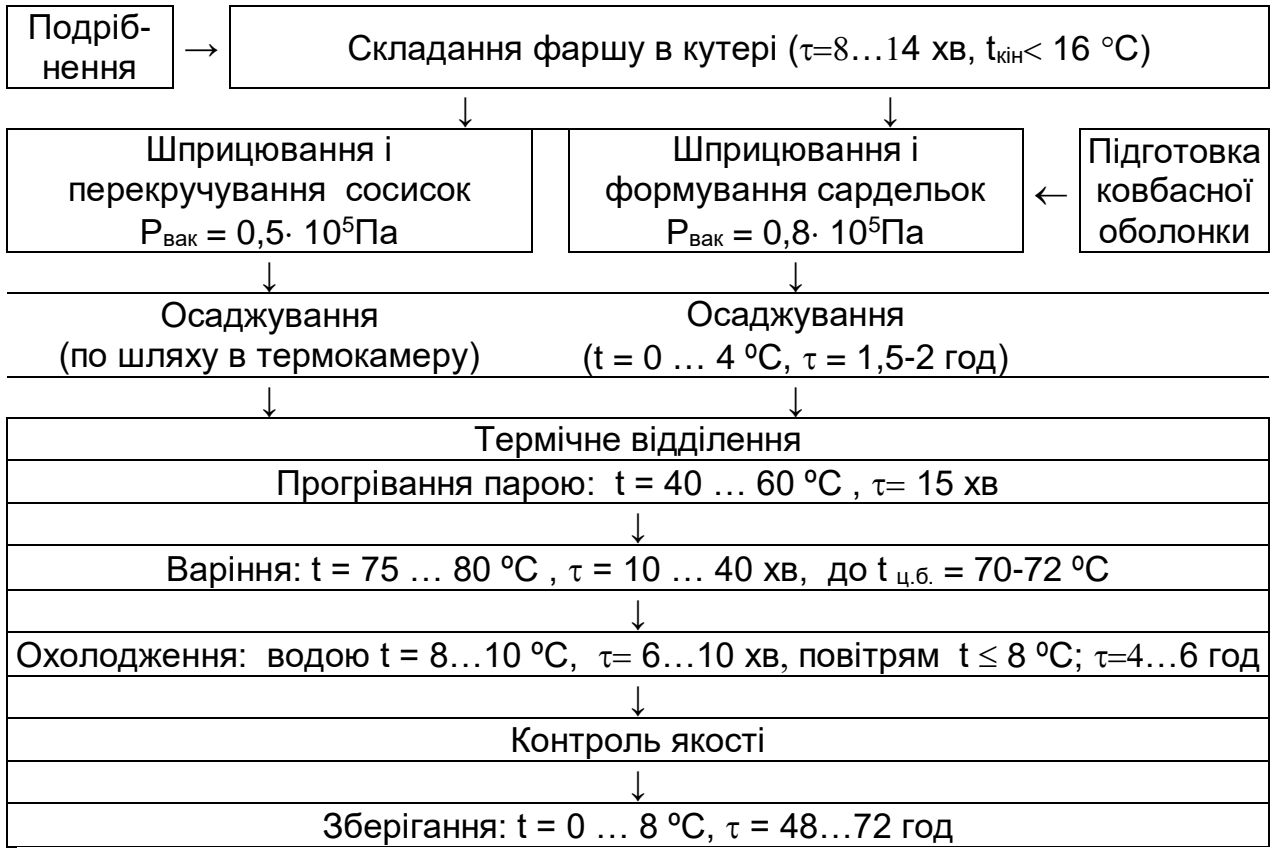 Подріб-
нення
→
Складання фаршу в кутері (τ=8…14 хв, tкін< 16 °С)
↓ ↓
Шприцювання і
перекручування сосисок
Рвак = 0,5· 10⁵Па
Шприцювання і
формування сардельок
Рвак = 0,8· 10⁵Па
←
Підготовка
ковбасної
оболонки
↓ ↓
Осаджування
(по шляху в термокамеру)
Осаджування
(t = 0 … 4 ºС, τ = 1,5-2 год)
↓ ↓
Термічне відділення
Прогрівання парою: t = 40 … 60 ºС , τ= 15 хв
↓
Варіння: t = 75 … 80 ºС , τ = 10 … 40 хв, до t ц.б. = 70-72 ºС
↓
Охолодження: водою t = 8…10 ºС, τ= 6…10 хв, повітрям t ≤ 8 ºС; τ=4…6 год
↓
Контроль якості
↓
Зберігання: t = 0 … 8 ºС, τ = 48…72 год